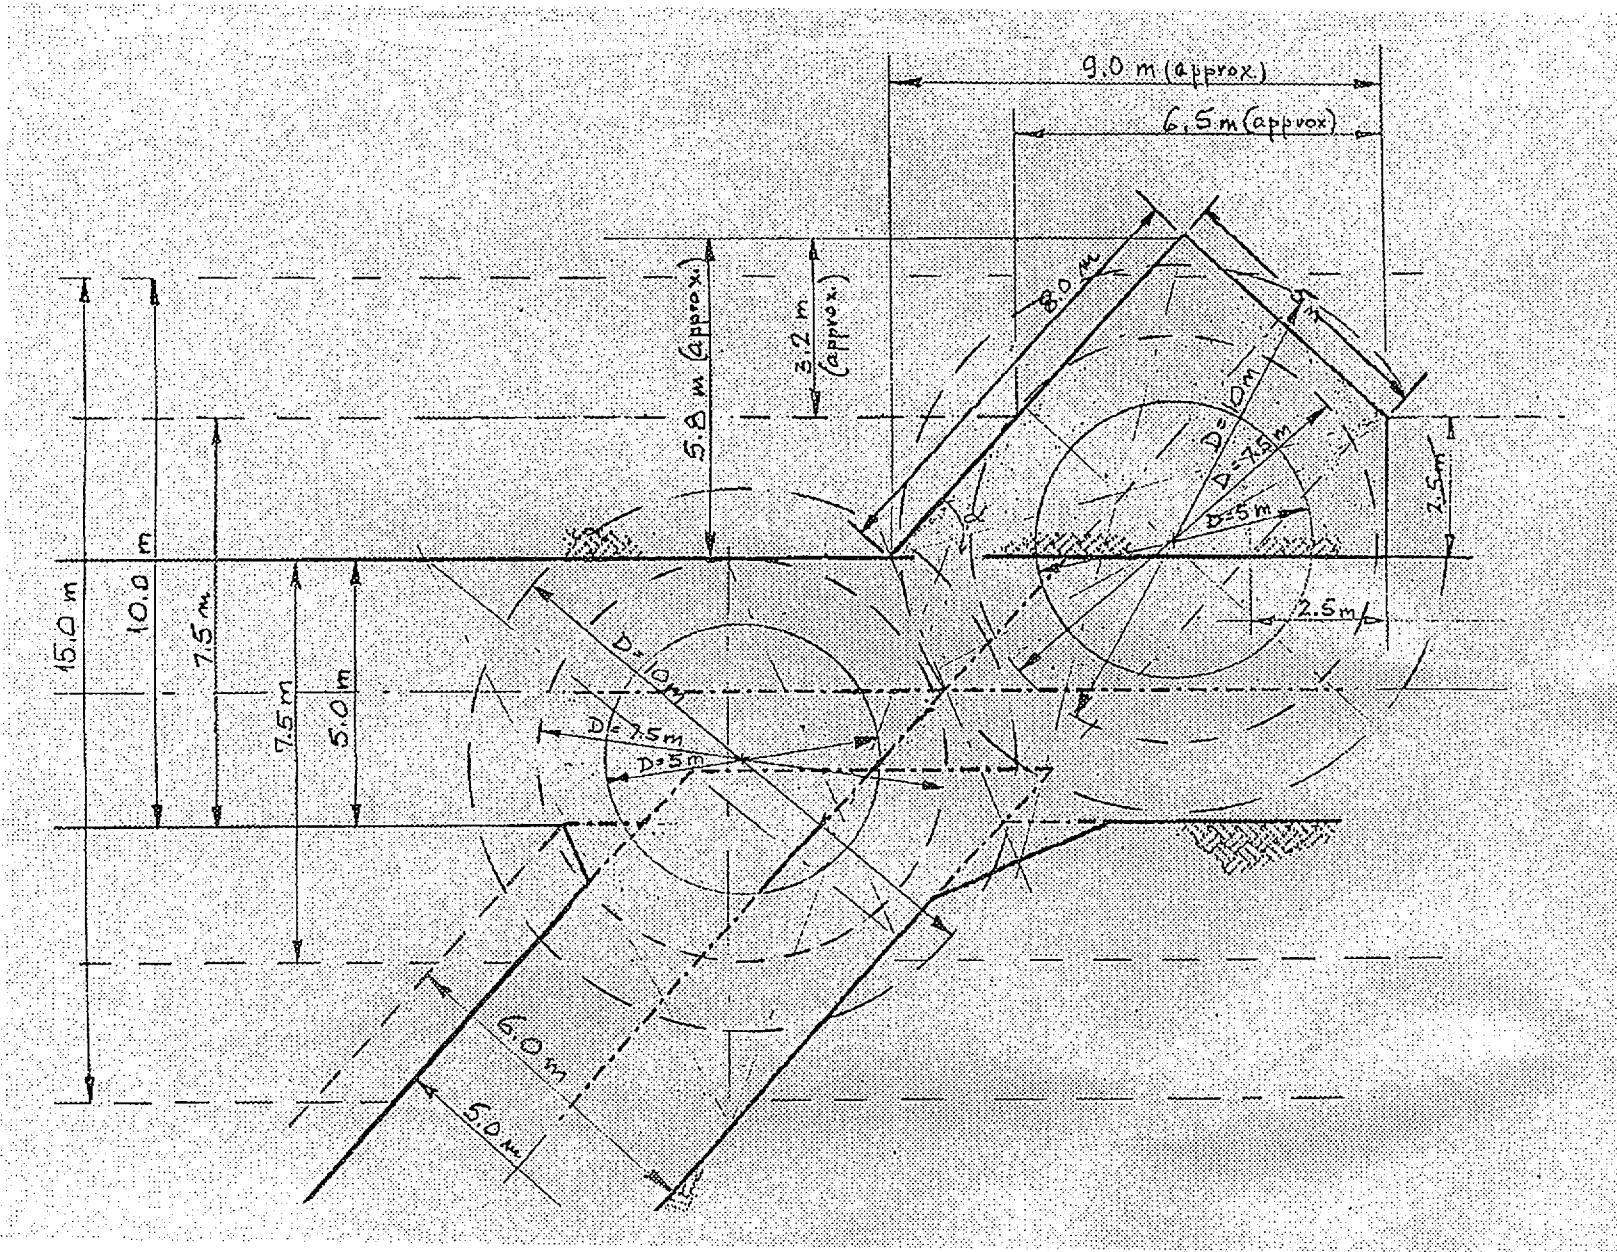 9.0 m (approx.)
6.5 m (approx)
8.0 m
5.8 m (approx.)
3.2 m
(approx.)
D=10m
D=7.5m
D=5m
2.5m
2.5m
15.0 m
10.0 m
7.5 m
7.5 m
5.0 m
D=10m
D=7.5m
D=5m
6.0 m
5.0 m